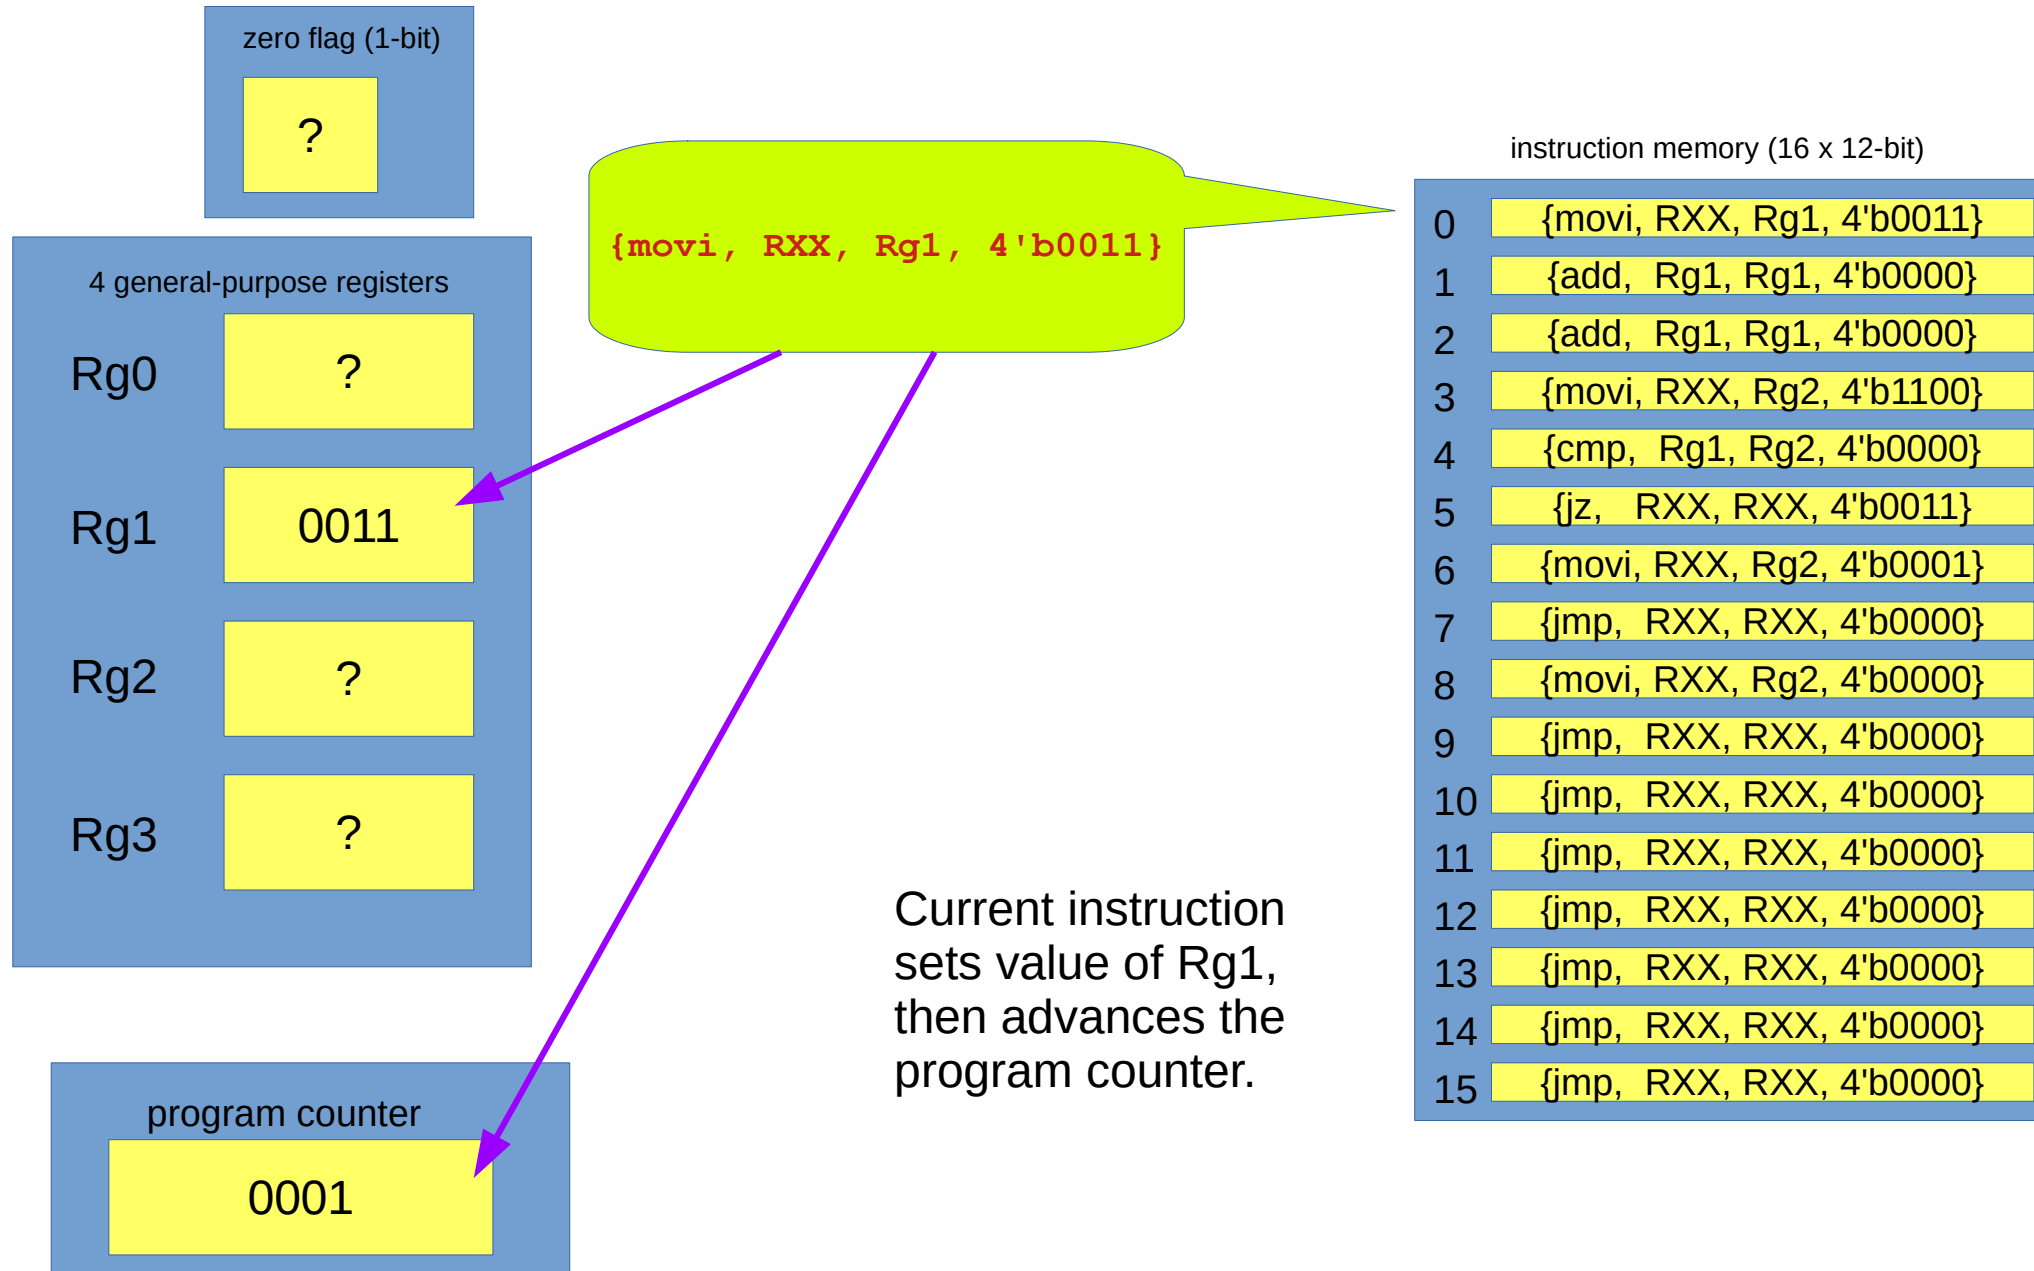 zero flag (1-bit)
?
4 general-purpose registers
Rg0
?
Rg1
0011
Rg2
?
Rg3
?
program counter
0001
{movi, RXX, Rg1, 4'b0011}
Current instruction
sets value of Rg1,
then advances the
program counter.
instruction memory (16 x 12-bit)
0 {movi, RXX, Rg1, 4'b0011}
1 {add, Rg1, Rg1, 4'b0000}
2 {add, Rg1, Rg1, 4'b0000}
3 {movi, RXX, Rg2, 4'b1100}
4 {cmp, Rg1, Rg2, 4'b0000}
5 {jz, RXX, RXX, 4'b0011}
6 {movi, RXX, Rg2, 4'b0001}
7 {jmp, RXX, RXX, 4'b0000}
8 {movi, RXX, Rg2, 4'b0000}
9 {jmp, RXX, RXX, 4'b0000}
10 {jmp, RXX, RXX, 4'b0000}
11 {jmp, RXX, RXX, 4'b0000}
12 {jmp, RXX, RXX, 4'b0000}
13 {jmp, RXX, RXX, 4'b0000}
14 {jmp, RXX, RXX, 4'b0000}
15 {jmp, RXX, RXX, 4'b0000}